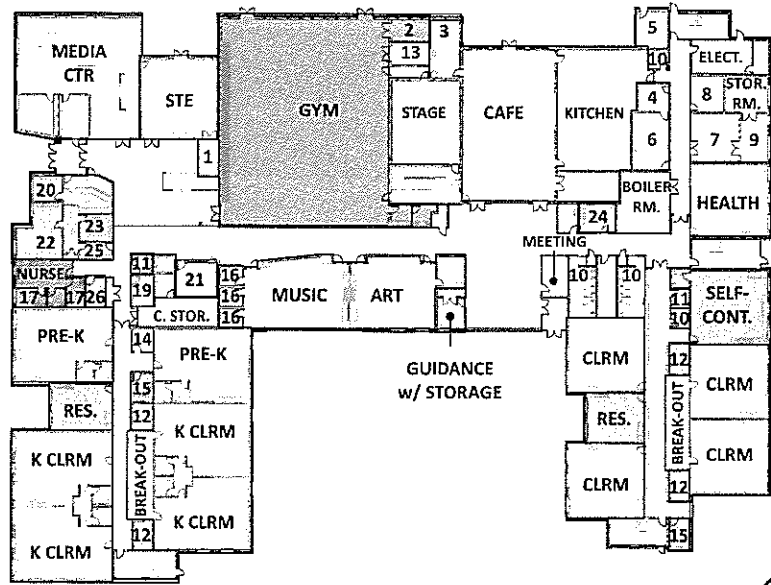 MEDIA
CTR
STE
1
GYM
2
13
3
STAGE
CAFE
KITCHEN
5
10
4
6
BOILER
RM.
24
ELECT.
8
STOR.
RM.
7
9
HEALTH
20
22
23
25
NURSE
17
17
26
11
19
21
C. STOR.
16
16
16
MUSIC
ART
GUIDANCE
w/ STORAGE
MEETING
10
10
11
10
SELF-
CONT.
PRE-K
14
PRE-K
15
12
RES.
K CLRM
K CLRM
BREAK-OUT
K CLRM
K CLRM
12
CLRM
RES.
CLRM
12
BREAK-OUT
12
15
CLRM
CLRM